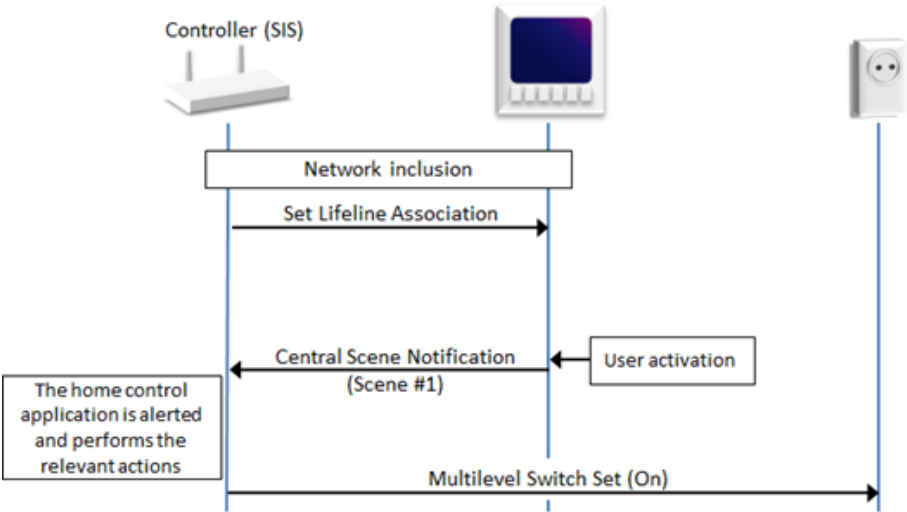 Controller (SIS)
Network inclusion
Set Lifeline Association
Central Scene Notification
(Scene #1)
User activation
The home control
application is alerted
and performs the
relevant actions
Multilevel Switch Set (On)